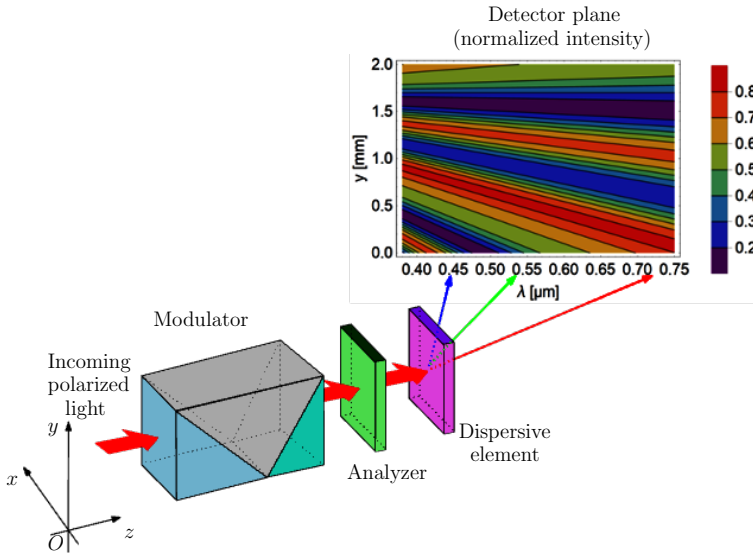 Detector plane
(normalized intensity)
2.0
1.5
1.0
0.5
0.0
y [mm]
0.40 0.45 0.50 0.55 0.60 0.65 0.70 0.75
λ [μm]
0.8
0.7
0.6
0.5
0.4
0.3
0.2
Modulator
Incoming
polarized
light
y
x
O
z
Analyzer
Dispersive
element